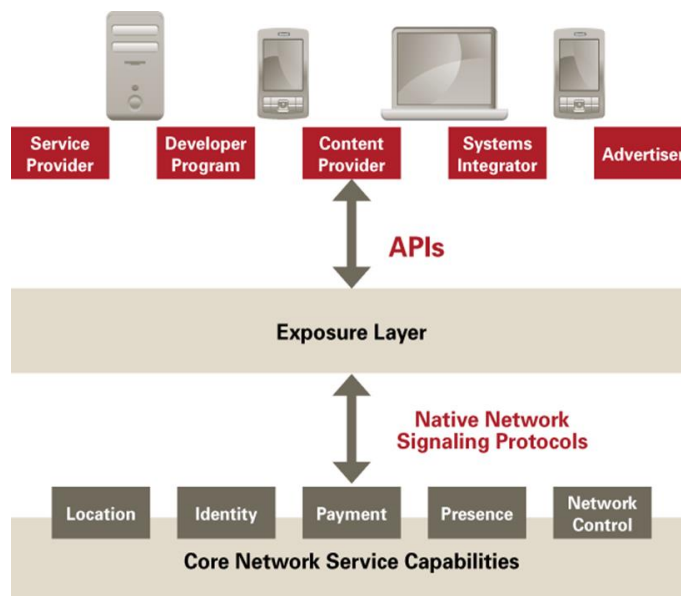 Service
Provider
Developer
Program
Content
Provider
Systems
Integrator
Advertiser
APIs
Exposure Layer
Native Network
Signaling Protocols
Location
Identity
Payment
Presence
Network
Control
Core Network Service Capabilities